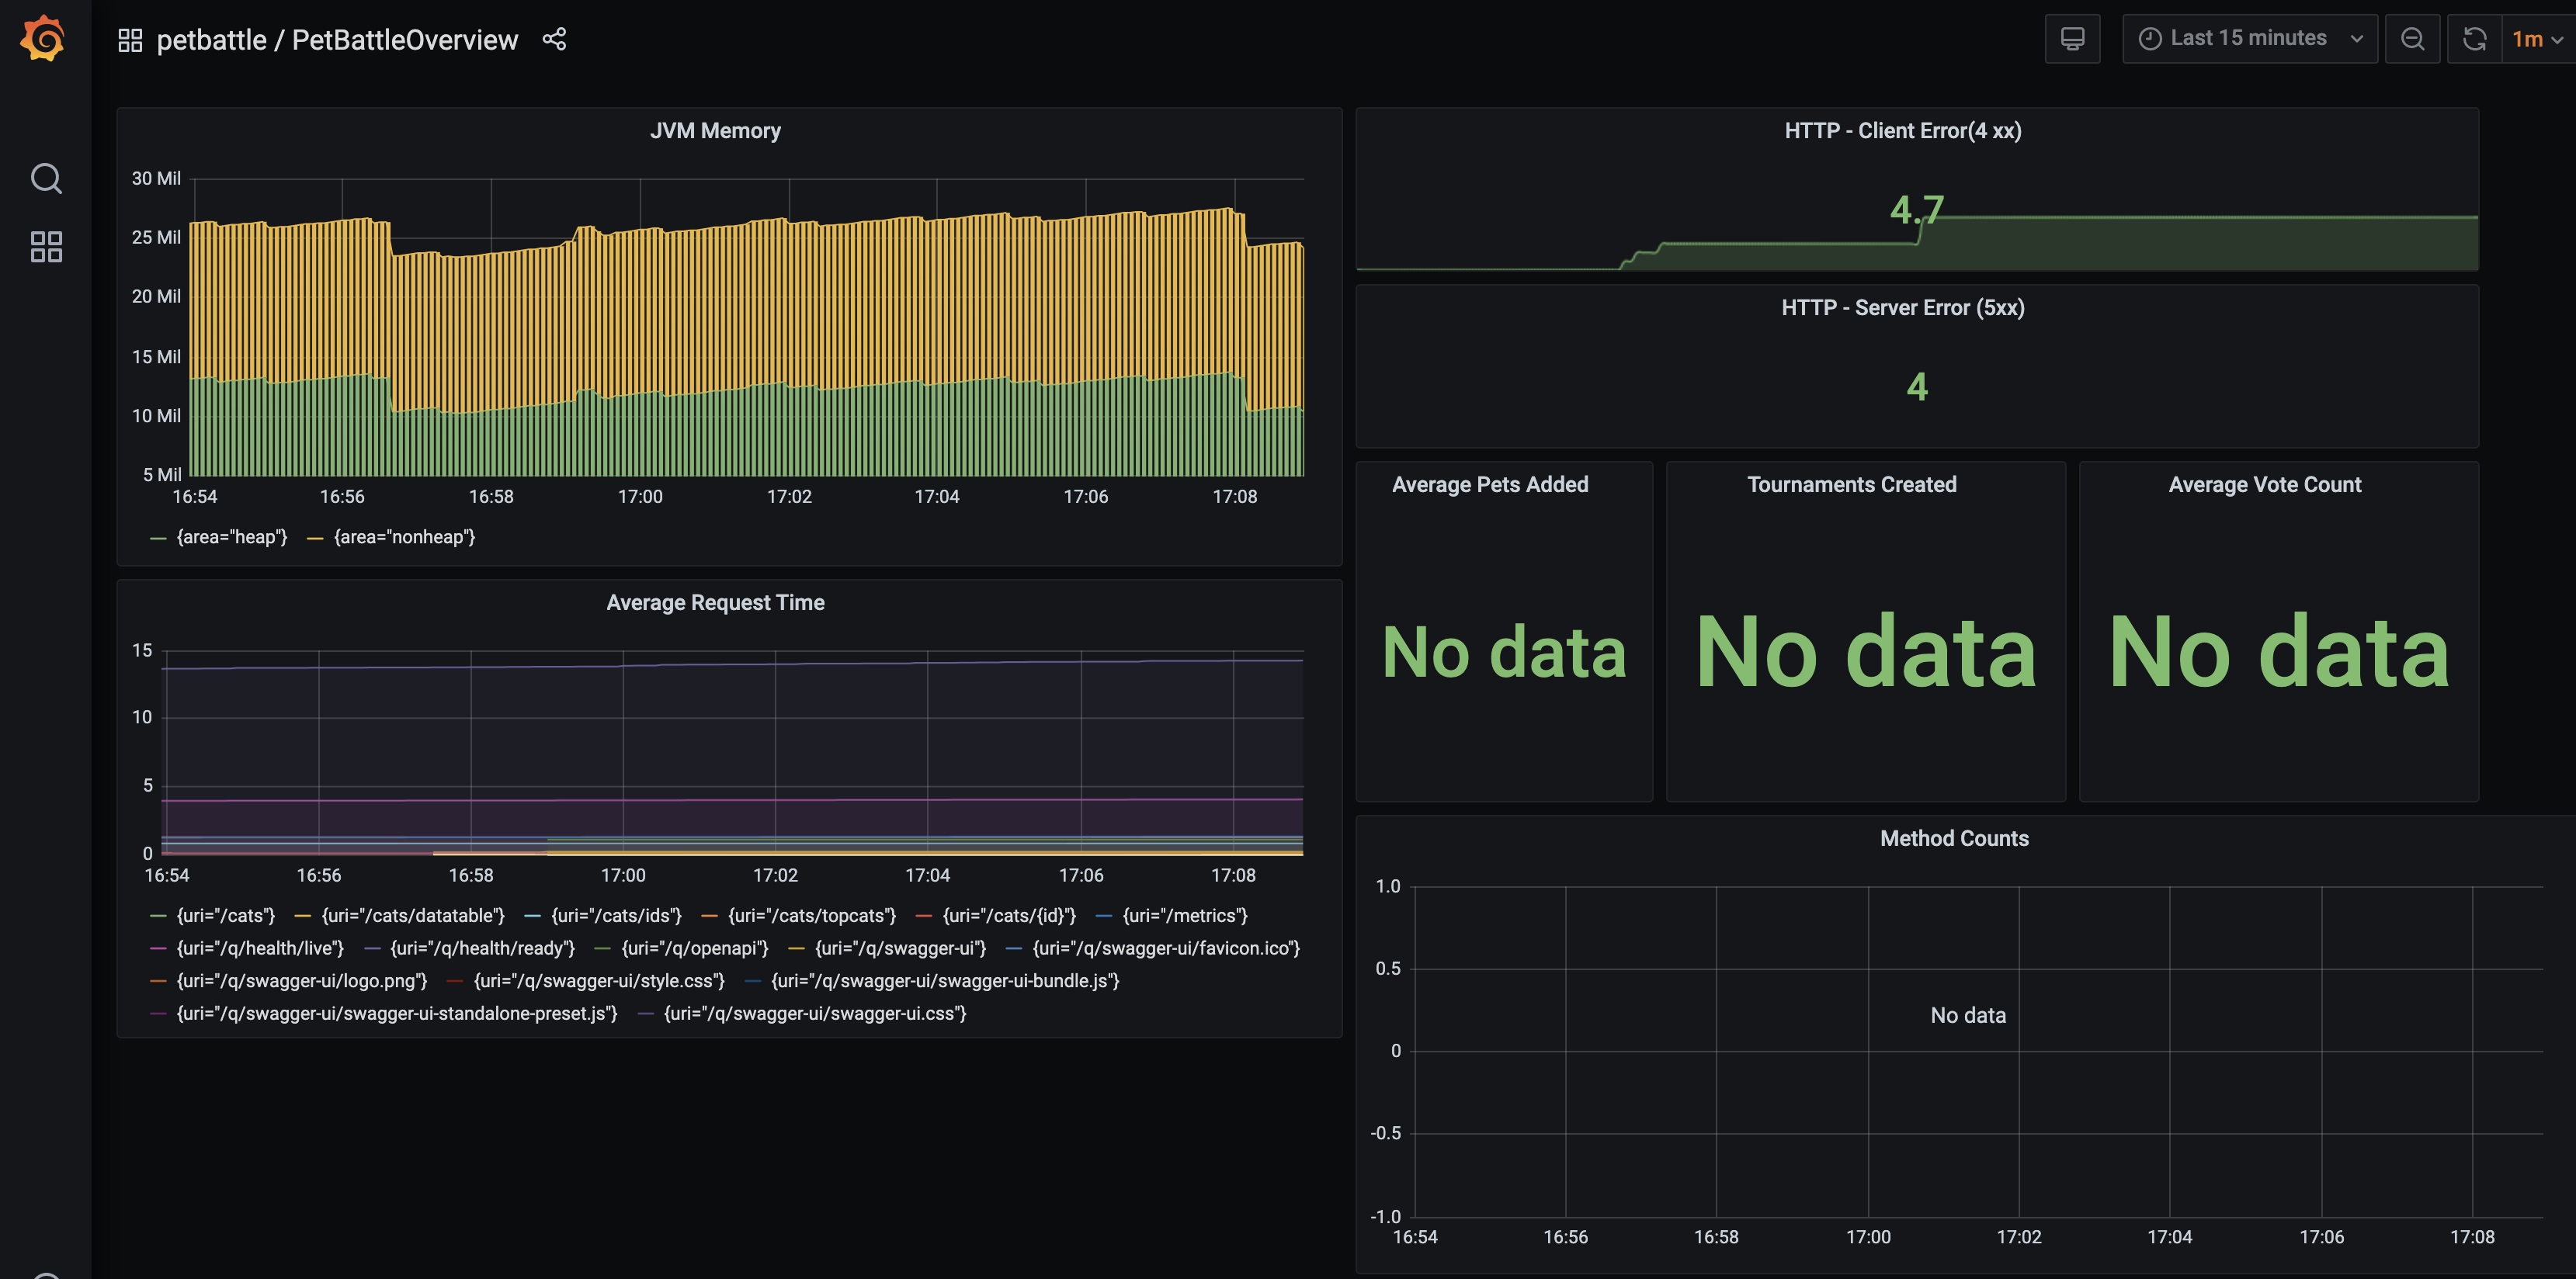 petbattle / PetBattleOverview
Last 15 minutes
1m
JVM Memory
30 Mil
25 Mil
20 Mil
15 Mil
10 Mil
5 Mil
16:54 16:56 16:58 17:00 17:02 17:04 17:06 17:08
{area="heap"} {area="nonheap"}
HTTP - Client Error(4 xx)
4.7
HTTP - Server Error (5xx)
4
Average Pets Added
No data
Tournaments Created
No data
Average Vote Count
No data
Average Request Time
15
10
5
0
16:54 16:56 16:58 17:00 17:02 17:04 17:06 17:08
{uri="/cats"} {uri="/cats/datatable"} {uri="/cats/ids"} {uri="/cats/topcats"} {uri="/cats/{id}"} {uri="/metrics"}
{uri="/q/health/live"} {uri="/q/health/ready"} {uri="/q/openapi"} {uri="/q/swagger-ui"} {uri="/q/swagger-ui/favicon.ico"}
{uri="/q/swagger-ui/logo.png"} {uri="/q/swagger-ui/style.css"} {uri="/q/swagger-ui/swagger-ui-bundle.js"}
{uri="/q/swagger-ui/swagger-ui-standalone-preset.js"} {uri="/q/swagger-ui/swagger-ui.css"}
Method Counts
1.0
0.5
No data
0
-0.5
-1.0
16:54 16:56 16:58 17:00 17:02 17:04 17:06 17:08